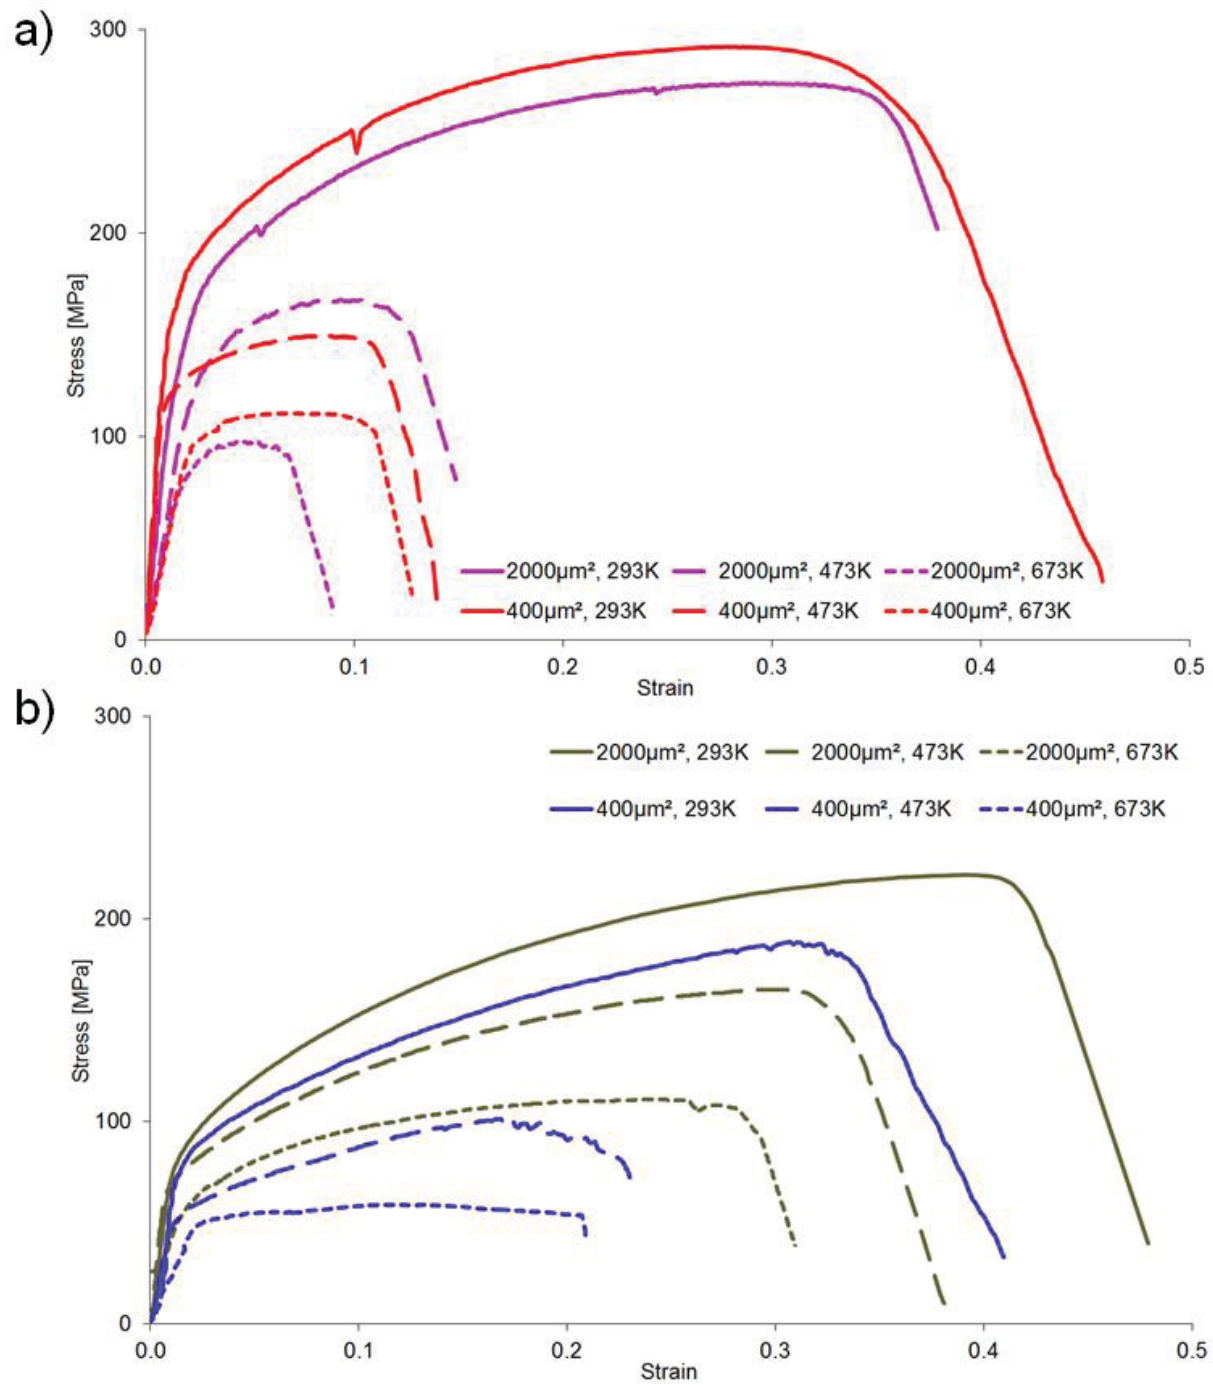 a)
300
200
100
0
Stress [MPa]
2000µm², 293K 2000µm², 473K 2000µm², 673K
400µm², 293K 400µm², 473K 400µm², 673K
0.0 0.1 0.2 0.3 0.4 0.5
Strain
b)
300
200
100
0
Stress [MPa]
2000µm², 293K 2000µm², 473K 2000µm², 673K
400µm², 293K 400µm², 473K 400µm², 673K
0.0 0.1 0.2 0.3 0.4 0.5
Strain